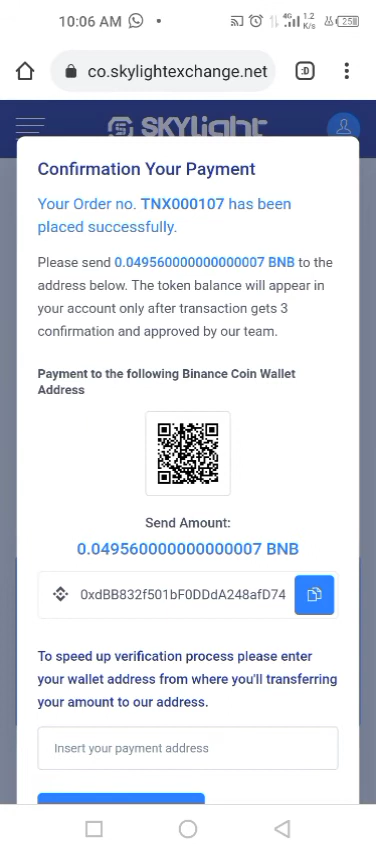 10:06 AM
4G 1.2 K/s 25
co.skylightexchange.net :D
SKYlight
Confirmation Your Payment
Your Order no. TNX000107 has been
placed successfully.
Please send 0.049560000000000007 BNB to the
address below. The token balance will appear in
your account only after transaction gets 3
confirmation and approved by our team.
Payment to the following Binance Coin Wallet
Address
Send Amount:
0.049560000000000007 BNB
0xdBB832f501bF0DDdA248afD74
To speed up verification process please enter
your wallet address from where you'll transferring
your amount to our address.
Insert your payment address